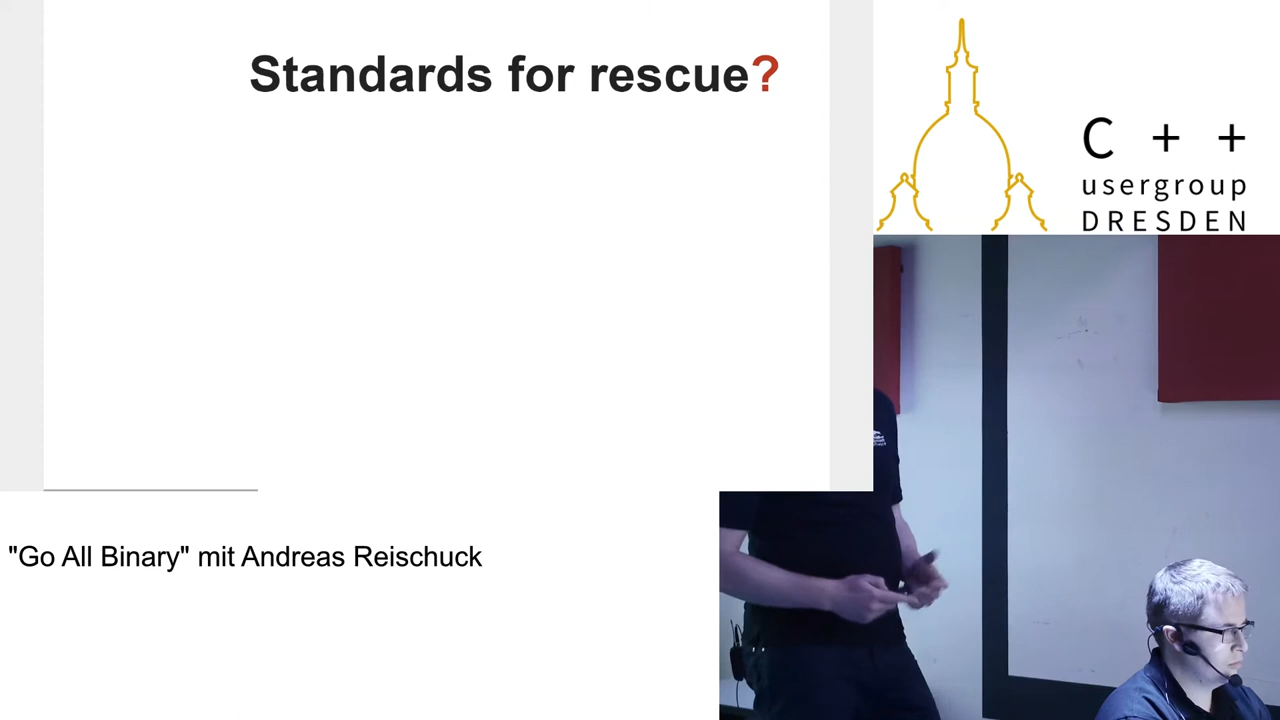 Standards for rescue?
C + +
usergroup
DRESDEN
"Go All Binary" mit Andreas Reischuck